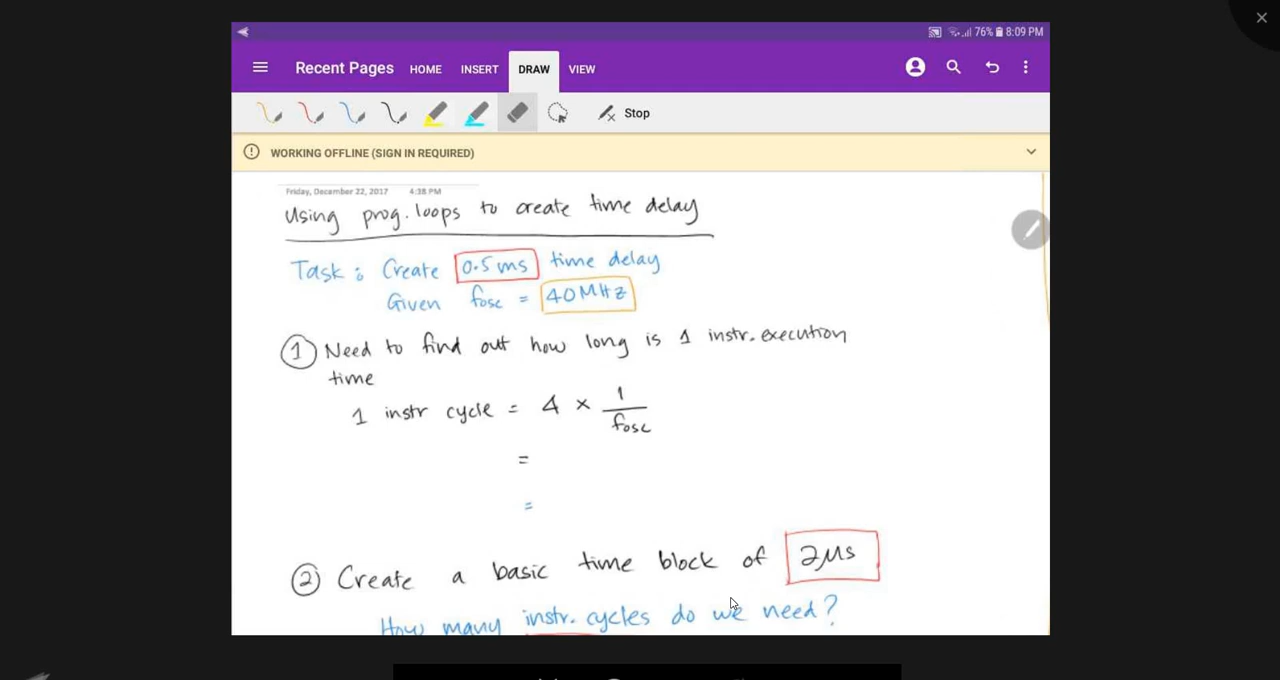 76% 8:09 PM
Recent Pages HOME INSERT DRAW VIEW
Stop
WORKING OFFLINE (SIGN IN REQUIRED)
Friday, December 22, 2017 4:38 PM
Using prog. loops to create time delay
Task: Create 0.5ms time delay
Given fosc = 40MHz
1 Need to find out how long is 1 instr. execution
time
1 instr cycle = 4 × 1/fosc
=
=
2 Create a basic time block of 2μs
How many instr. cycles do we need?